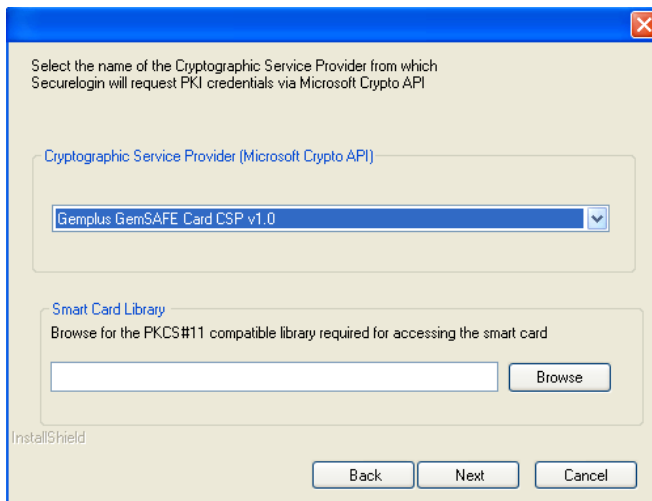 Select the name of the Cryptographic Service Provider from which
Securelogin will request PKI credentials via Microsoft Crypto API
Cryptographic Service Provider (Microsoft Crypto API)
Gemplus GemSAFE Card CSP v1.0
Smart Card Library
Browse for the PKCS#11 compatible library required for accessing the smart card
Browse
InstallShield
Back Next Cancel